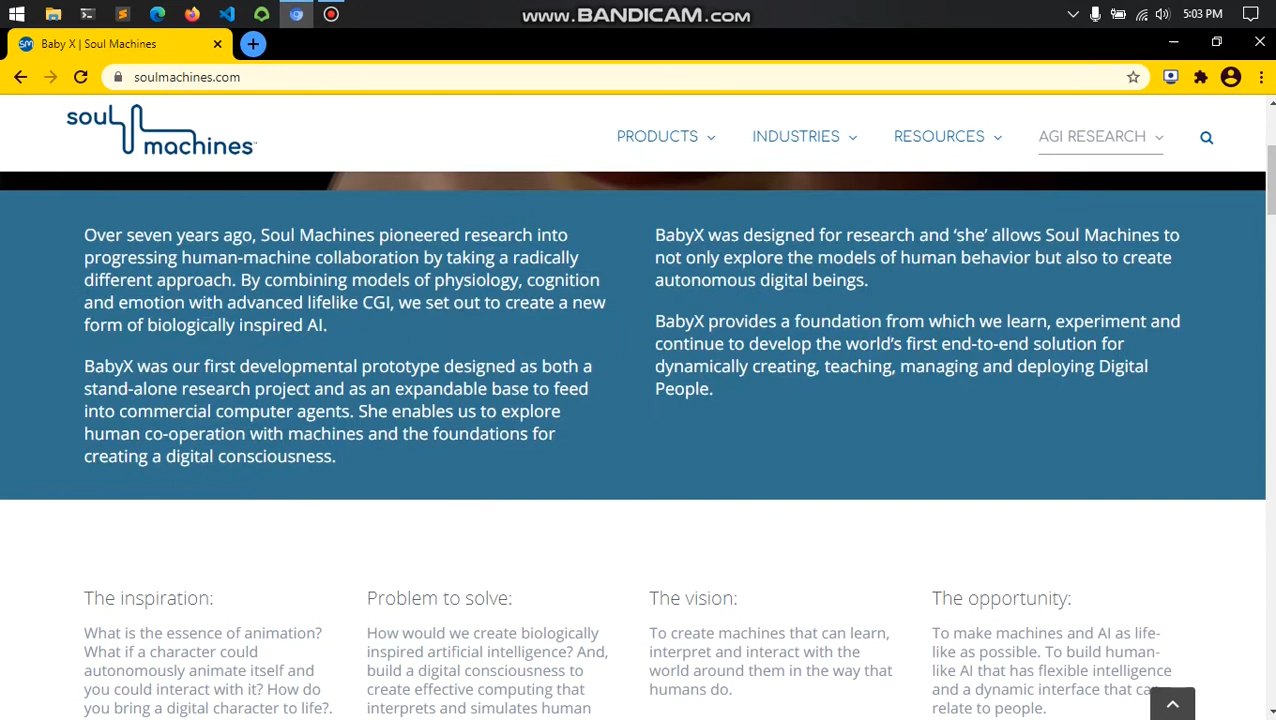 www.BANDICAM.com
5:03 PM
Baby X | Soul Machines
soulmachines.com
soul machines
PRODUCTS
INDUSTRIES
RESOURCES
AGI RESEARCH
Over seven years ago, Soul Machines pioneered research into
progressing human-machine collaboration by taking a radically
different approach. By combining models of physiology, cognition
and emotion with advanced lifelike CGI, we set out to create a new
form of biologically inspired AI.
BabyX was our first developmental prototype designed as both a
stand-alone research project and as an expandable base to feed
into commercial computer agents. She enables us to explore
human co-operation with machines and the foundations for
creating a digital consciousness.
BabyX was designed for research and ‘she’ allows Soul Machines to
not only explore the models of human behavior but also to create
autonomous digital beings.
BabyX provides a foundation from which we learn, experiment and
continue to develop the world’s first end-to-end solution for
dynamically creating, teaching, managing and deploying Digital
People.
The inspiration:
What is the essence of animation?
What if a character could
autonomously animate itself and
you could interact with it? How do
you bring a digital character to life?.
Problem to solve:
How would we create biologically
inspired artificial intelligence? And,
build a digital consciousness to
create effective computing that
interprets and simulates human
The vision:
To create machines that can learn,
interpret and interact with the
world around them in the way that
humans do.
The opportunity:
To make machines and AI as life-
like as possible. To build human-
like AI that has flexible intelligence
and a dynamic interface that can
relate to people.